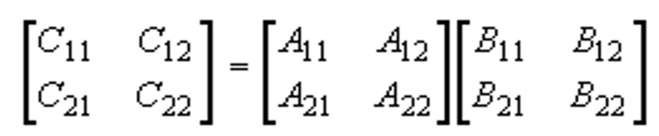 [C₁₁ C₁₂] = [A₁₁ A₁₂] [B₁₁ B₁₂]
[C₂₁ C₂₂] [A₂₁ A₂₂] [B₂₁ B₂₂]